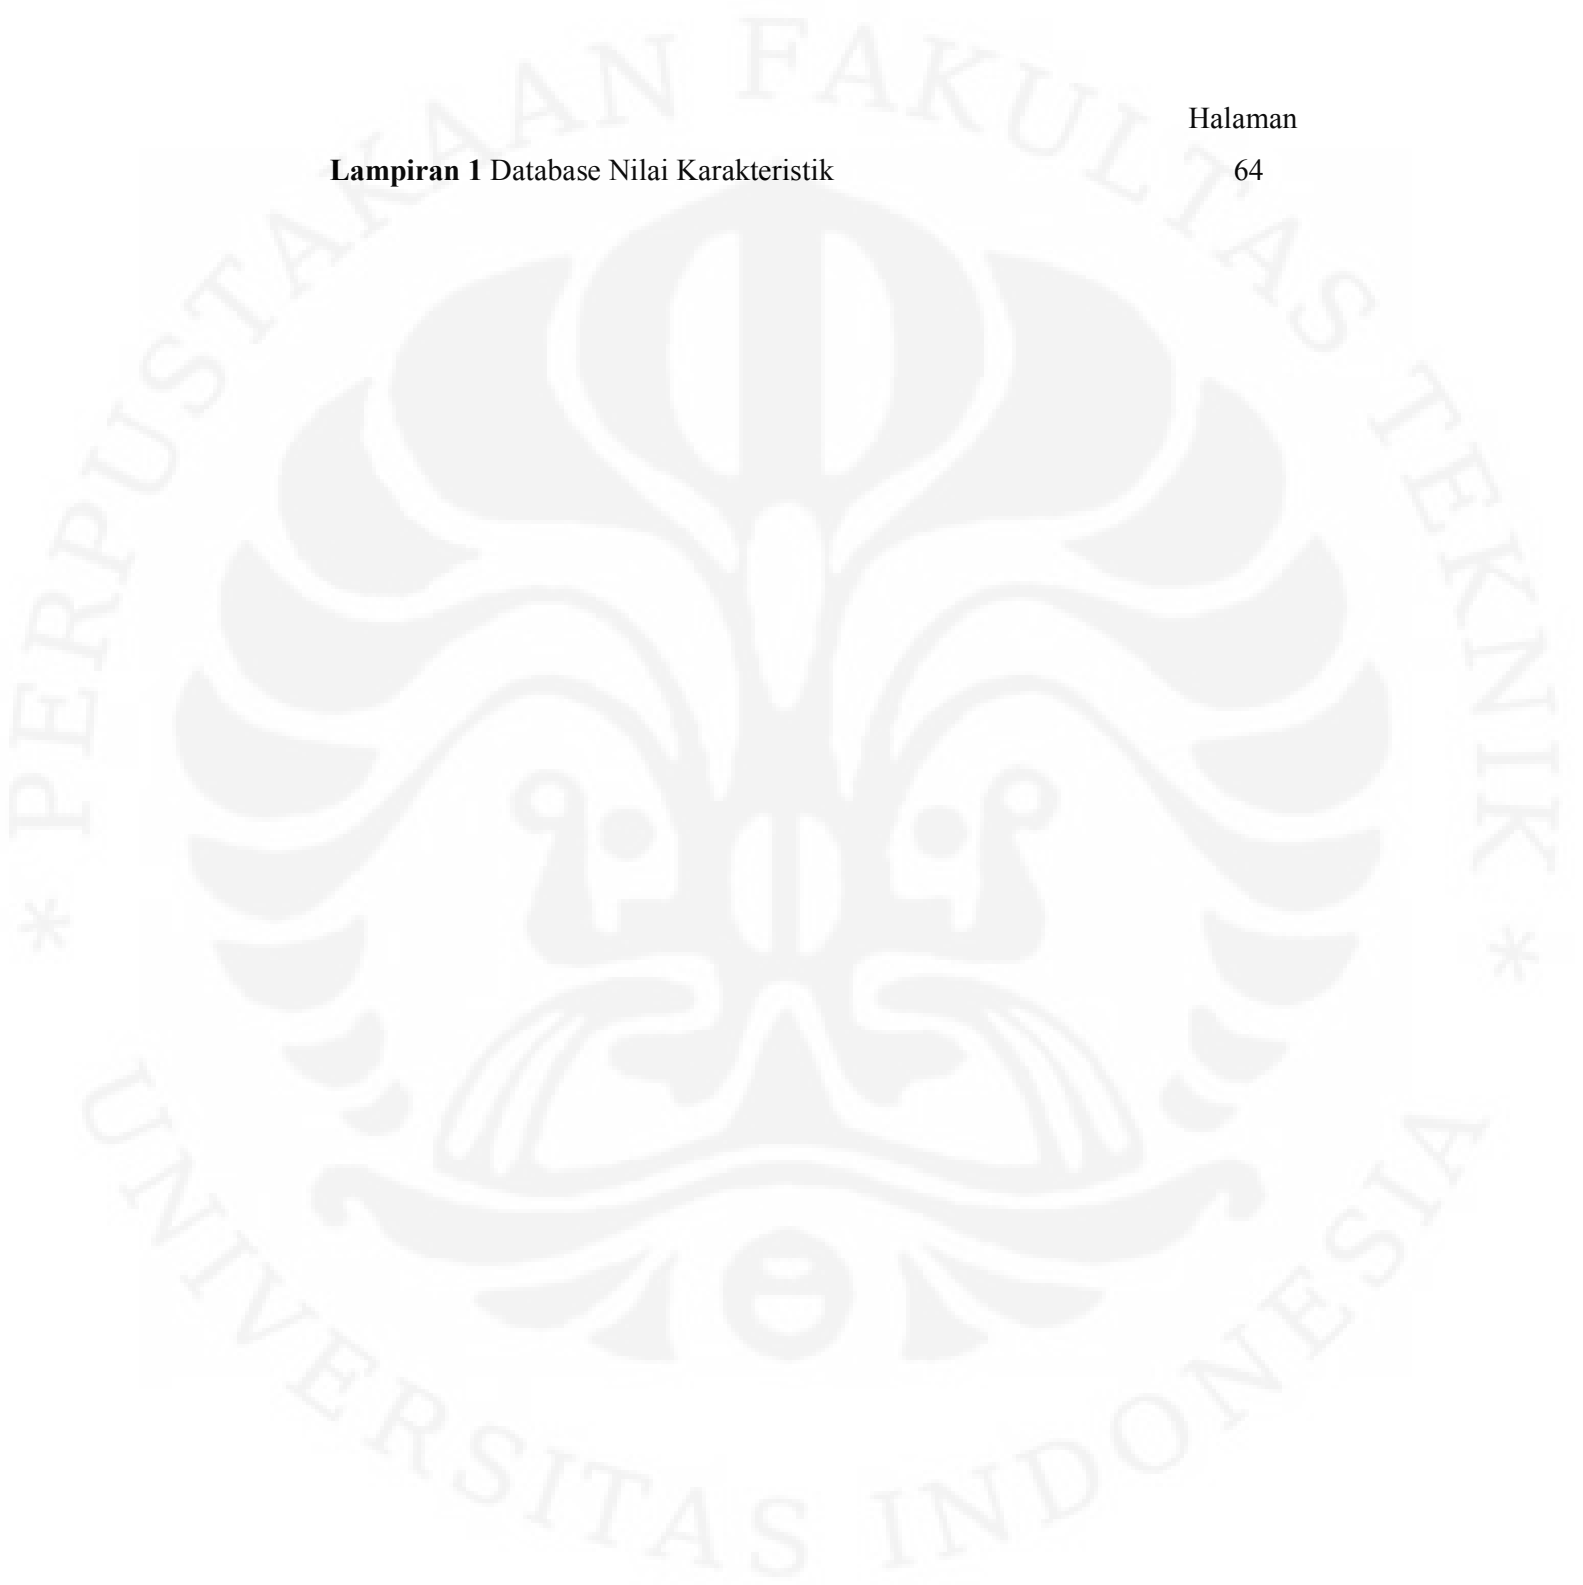 Halaman
Lampiran 1 Database Nilai Karakteristik 64
* PERPUSTAKAAN FAKULTAS TEKNIK *
UNIVERSITAS INDONESIA